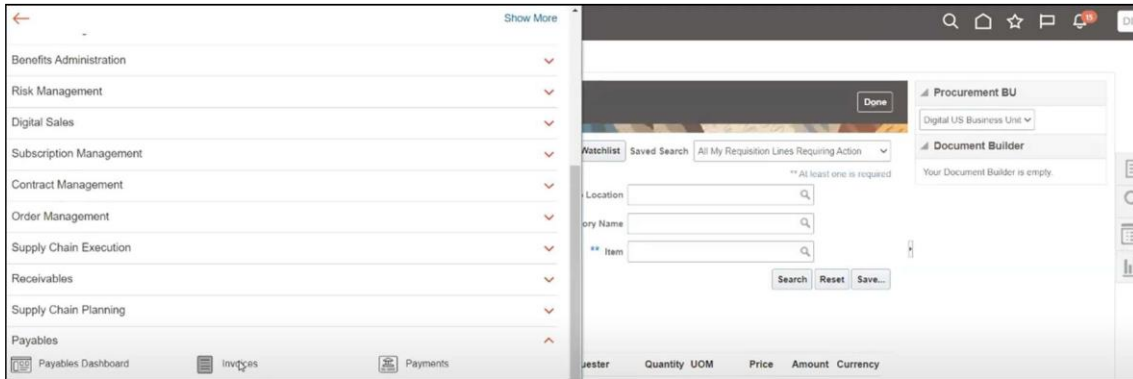 Show More
Benefits Administration
Risk Management
Digital Sales
Subscription Management
Contract Management
Order Management
Supply Chain Execution
Receivables
Supply Chain Planning
Payables
Payables Dashboard
Invoices
Payments
15
Done
Watchlist Saved Search All My Requisition Lines Requiring Action
** At least one is required
Location
ory Name
** Item
Search Reset Save...
uester Quantity UOM Price Amount Currency
Procurement BU
Digital US Business Unit
Document Builder
Your Document Builder is empty.